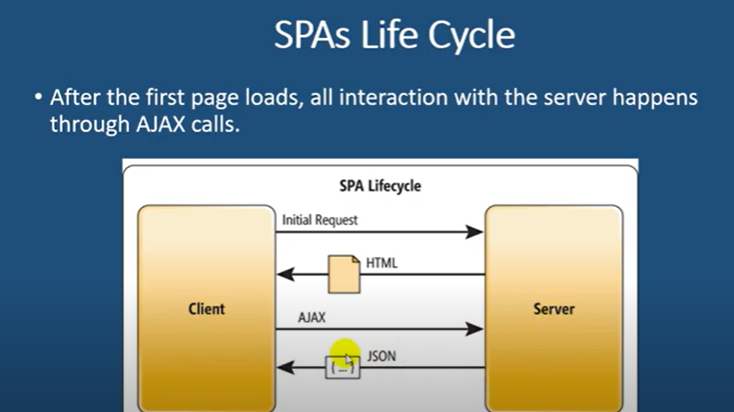 SPAs Life Cycle
• After the first page loads, all interaction with the server happens
through AJAX calls.
SPA Lifecycle
Initial Request
HTML
Client
Server
AJAX
JSON
{ ... }